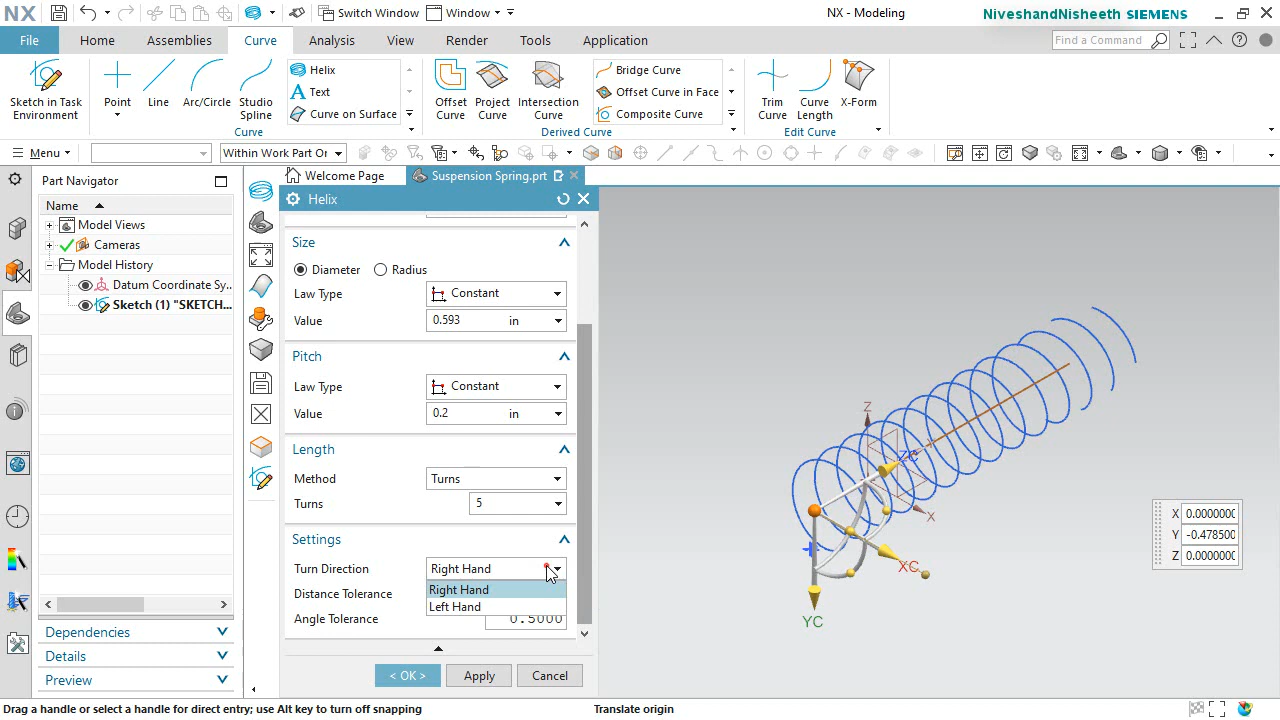 NX
Switch Window
Window
NX - Modeling
NiveshandNisheeth SIEMENS
File
Home
Assemblies
Curve
Analysis
View
Render
Tools
Application
Find a Command
Sketch in Task Environment
Point
Line
Arc/Circle
Studio Spline
Helix
Text
Curve on Surface
Curve
Offset Curve
Project Curve
Intersection Curve
Bridge Curve
Offset Curve in Face
Composite Curve
Derived Curve
Trim Curve
Curve Length
X-Form
Edit Curve
Menu
Within Work Part Or
Part Navigator
Name
Model Views
Cameras
Model History
Datum Coordinate Sy...
Sketch (1) "SKETCH...
Dependencies
Details
Preview
Welcome Page
Suspension Spring.prt
Helix
Size
Diameter
Radius
Law Type
Constant
Value
0.593
in
Pitch
Law Type
Constant
Value
0.2
in
Length
Method
Turns
Turns
5
Settings
Turn Direction
Right Hand
Right Hand
Left Hand
Distance Tolerance
Angle Tolerance
0.5000
< OK >
Apply
Cancel
Z
ZC
X
XC
YC
X 0.0000000
Y -0.478500
Z 0.0000000
Drag a handle or select a handle for direct entry; use Alt key to turn off snapping
Translate origin